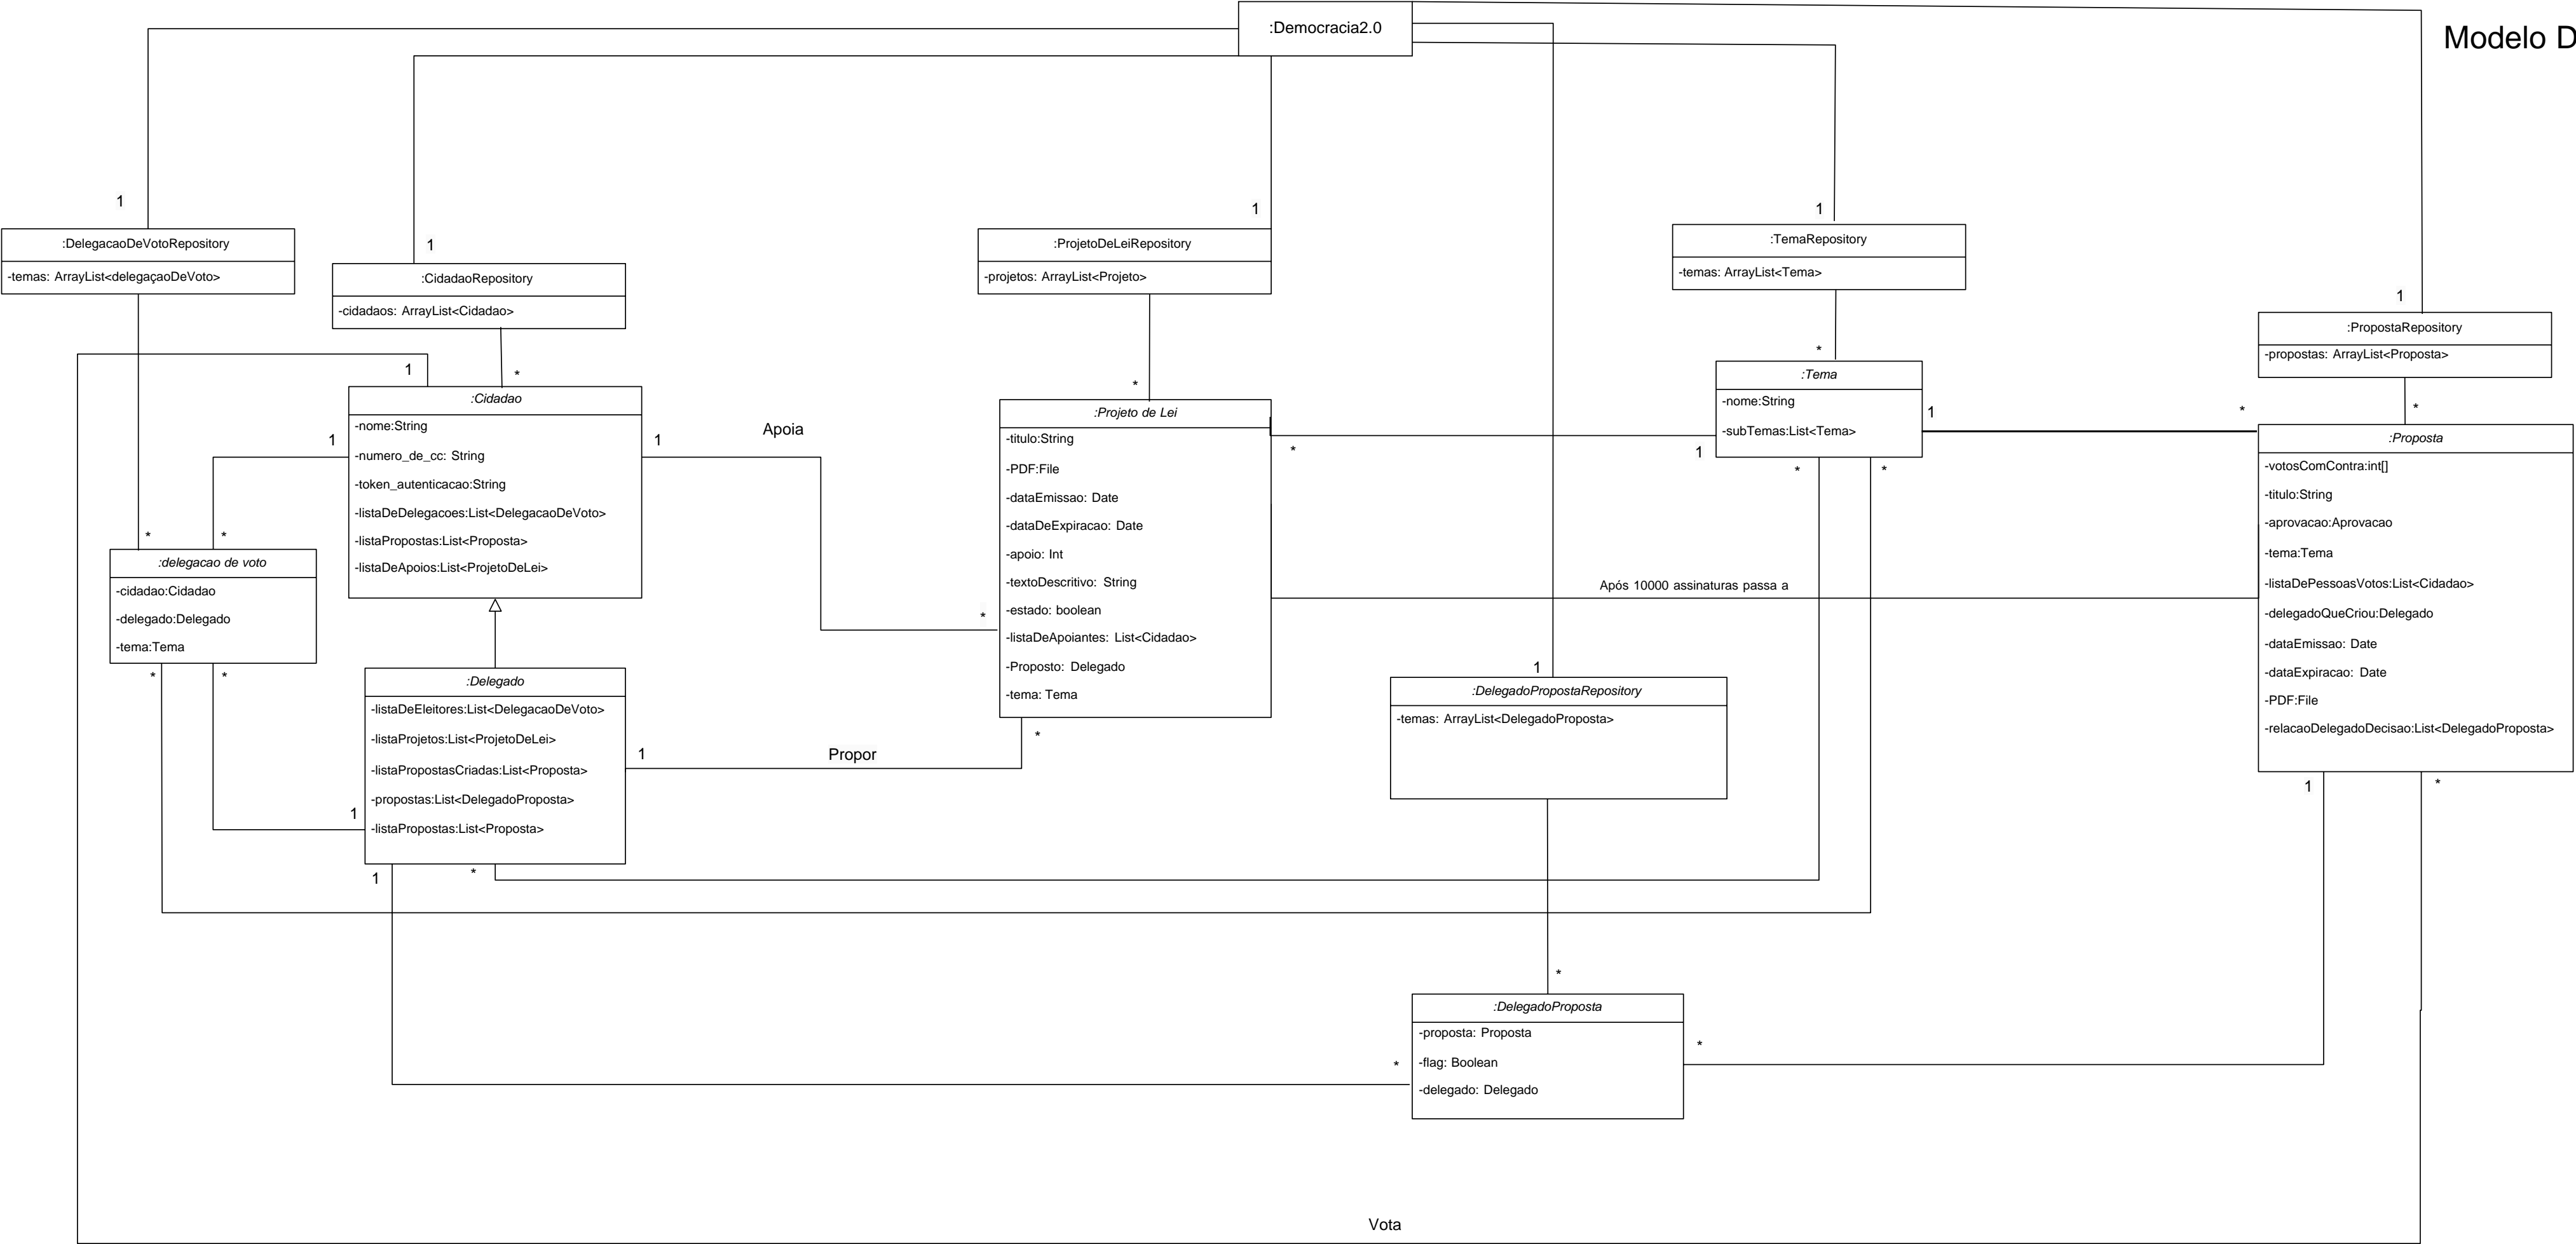 :Democracia2.0
Modelo D
1
:DelegacaoDeVotoRepository
-temas: ArrayList<delegaçaoDeVoto>
1
:CidadaoRepository
-cidadaos: ArrayList<Cidadao>
1
:ProjetoDeLeiRepository
-projetos: ArrayList<Projeto>
1
:TemaRepository
-temas: ArrayList<Tema>
1
:PropostaRepository
-propostas: ArrayList<Proposta>
1
*
:Cidadao
-nome:String
-numero_de_cc: String
-token_autenticacao:String
-listaDeDelegacoes:List<DelegacaoDeVoto>
-listaPropostas:List<Proposta>
-listaDeApoios:List<ProjetoDeLei>
1
1
Apoia
*
*
:Projeto de Lei
-titulo:String
-PDF:File
-dataEmissao: Date
-dataDeExpiracao: Date
-apoio: Int
-textoDescritivo: String
-estado: boolean
-listaDeApoiantes: List<Cidadao>
-Proposto: Delegado
-tema: Tema
*
*
1
*
:Tema
-nome:String
-subTemas:List<Tema>
1
*
*
*
*
:Proposta
-votosComContra:int[]
-titulo:String
-aprovacao:Aprovacao
-tema:Tema
-listaDePessoasVotos:List<Cidadao>
-delegadoQueCriou:Delegado
-dataEmissao: Date
-dataExpiracao: Date
-PDF:File
-relacaoDelegadoDecisao:List<DelegadoProposta>
1
*
Após 10000 assinaturas passa a
*
*
:delegacao de voto
-cidadao:Cidadao
-delegado:Delegado
-tema:Tema
*
*
:Delegado
-listaDeEleitores:List<DelegacaoDeVoto>
-listaProjetos:List<ProjetoDeLei>
-listaPropostasCriadas:List<Proposta>
-propostas:List<DelegadoProposta>
-listaPropostas:List<Proposta>
1
Propor
1
1
*
1
:DelegadoPropostaRepository
-temas: ArrayList<DelegadoProposta>
*
:DelegadoProposta
-proposta: Proposta
-flag: Boolean
-delegado: Delegado
*
*
Vota